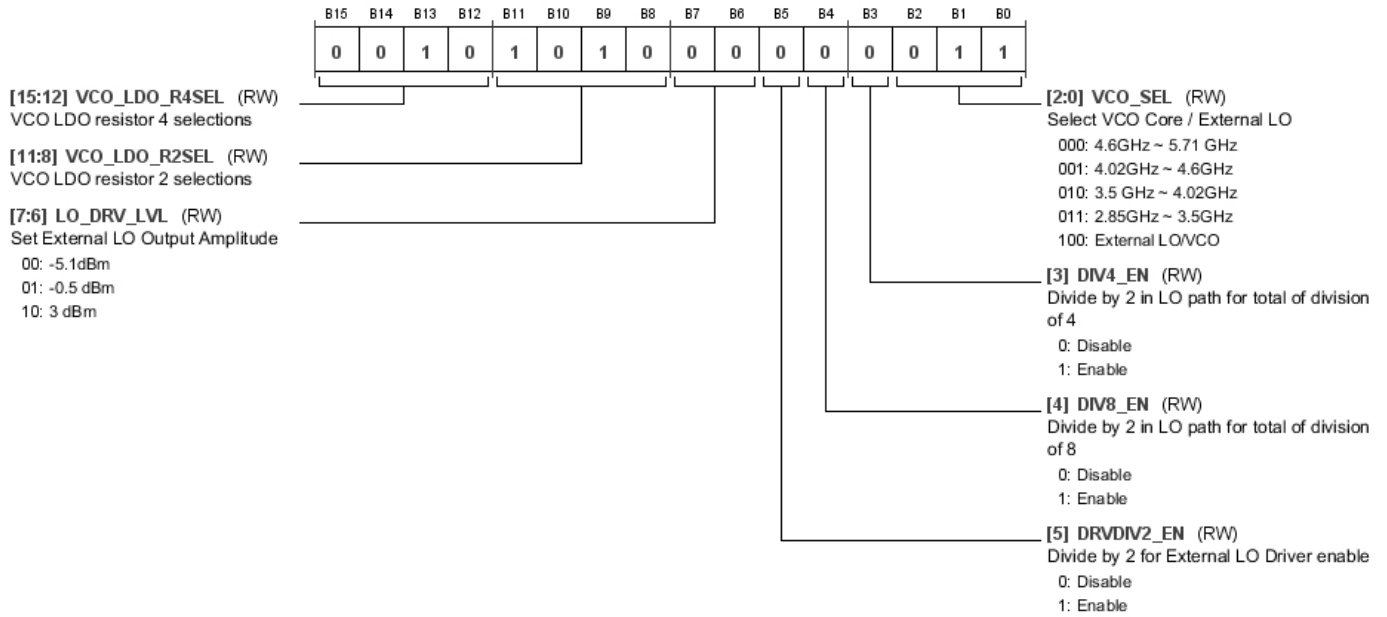 B15 B14 B13 B12 B11 B10 B9 B8 B7 B6 B5 B4 B3 B2 B1 B0
0 0 1 0 1 0 1 0 0 0 0 0 0 0 1 1
[15:12] VCO_LDO_R4SEL (RW)
VCO LDO resistor 4 selections
[11:8] VCO_LDO_R2SEL (RW)
VCO LDO resistor 2 selections
[7:6] LO_DRV_LVL (RW)
Set External LO Output Amplitude
00: -5.1dBm
01: -0.5 dBm
10: 3 dBm
[2:0] VCO_SEL (RW)
Select VCO Core / External LO
000: 4.6GHz ~ 5.71 GHz
001: 4.02GHz ~ 4.6GHz
010: 3.5 GHz ~ 4.02GHz
011: 2.85GHz ~ 3.5GHz
100: External LO/VCO
[3] DIV4_EN (RW)
Divide by 2 in LO path for total of division
of 4
0: Disable
1: Enable
[4] DIV8_EN (RW)
Divide by 2 in LO path for total of division
of 8
0: Disable
1: Enable
[5] DRVDIV2_EN (RW)
Divide by 2 for External LO Driver enable
0: Disable
1: Enable